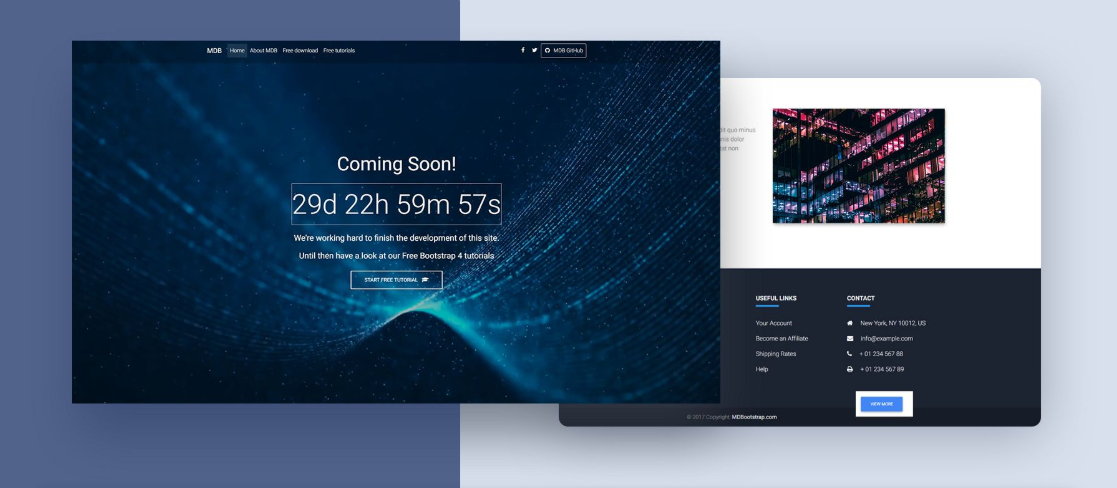 MDB Home About MDB Free download Free tutorials MDB GitHub
Coming Soon!
29d 22h 59m 57s
We're working hard to finish the development of this site.
Until then have a look at our Free Bootstrap 4 tutorials
START FREE TUTORIAL
quo minus
dolor
non
USEFUL LINKS
Your Account
Become an Affiliate
Shipping Rates
Help
CONTACT
New York, NY 10012, US
info@example.com
+ 01 234 567 88
+ 01 234 567 89
VIEW MORE
© 2017 Copyright: MDBootstrap.com